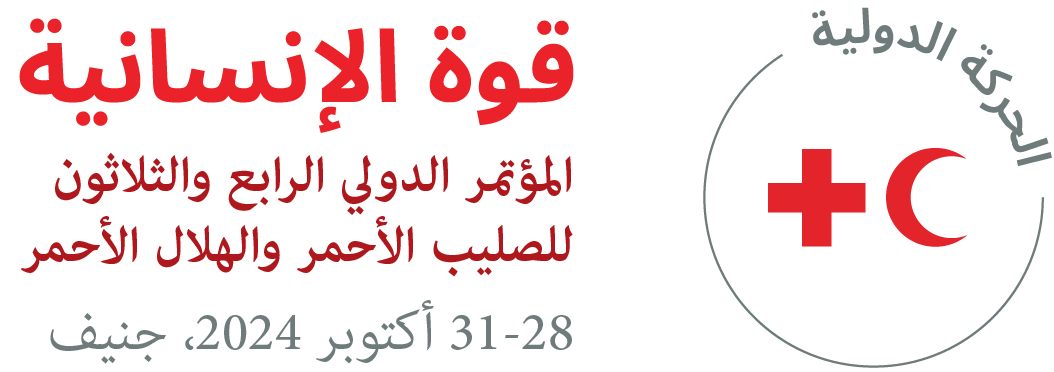 قوة الإنسانية
المؤتمر الدولي الرابع والثلاثون
للصليب الأحمر والهلال الأحمر
28-31 أكتوبر 2024، جنيف
الحركة الدولية